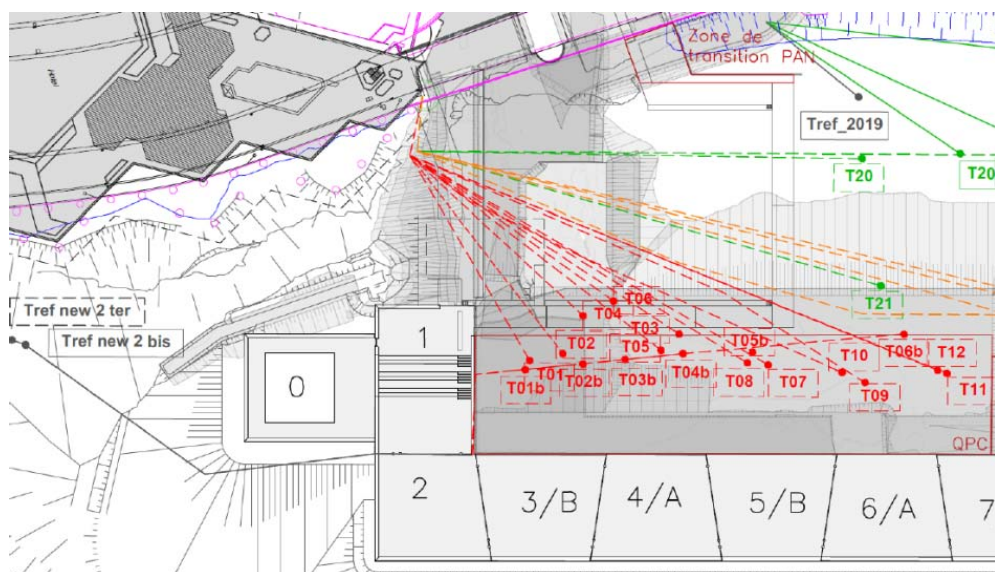 Zone de
transition PAN
Tref_2019
T20
T20
T21
Tref new 2 ter
Tref new 2 bis
T06
T04
T03
T02
T05
T05b
T01
T01b
T02b
T03b
T04b
T08
T07
T10
T09
T06b
T12
T11
QPC
0
1
2
3/B
4/A
5/B
6/A
7